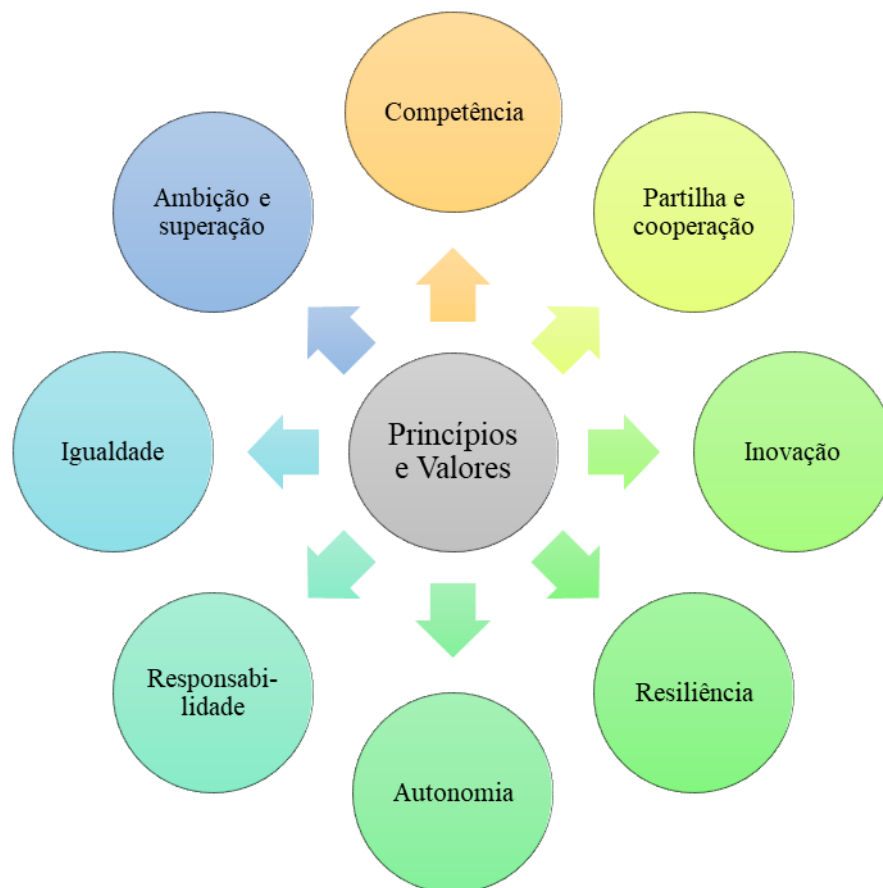 Competência
Ambição e
superação
Partilha e
cooperação
Igualdade
Princípios
e Valores
Inovação
Responsabi-
lidade
Resiliência
Autonomia